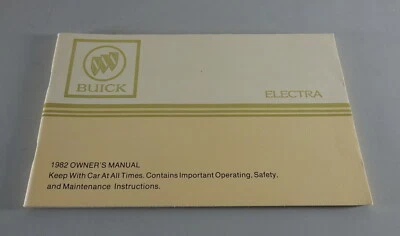 BUICK
ELECTRA
1982 OWNER'S MANUAL
Keep With Car At All Times. Contains Important Operating, Safety,
and Maintenance Instructions.